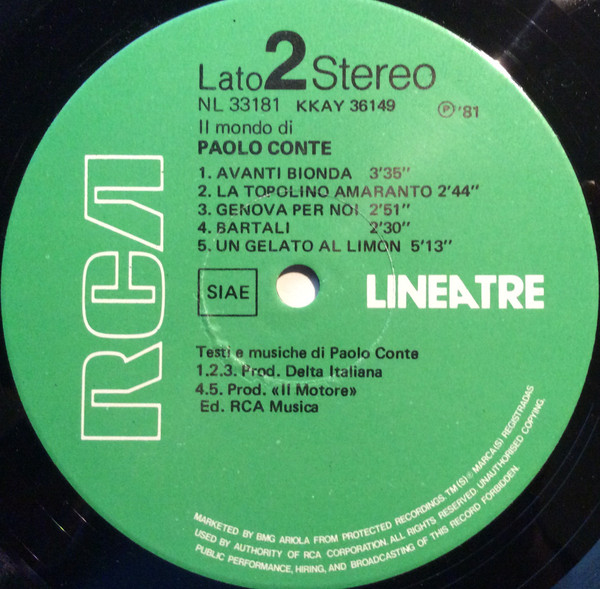 Lato 2 Stereo
NL 33181 KKAY 36149 Ⓟ '81
Il mondo di
PAOLO CONTE
1. AVANTI BIONDA 3'35"
2. LA TOPOLINO AMARANTO 2'44"
3. GENOVA PER NOI 2'51"
4. BARTALI 2'30"
5. UN GELATO AL LIMON 5'13"
RCA
SIAE
LINEATRE
Testi e musiche di Paolo Conte
1.2.3. Prod. Delta Italiana
4.5. Prod. «Il Motore»
Ed. RCA Musica
MARKETED BY BMG ARIOLA FROM PROTECTED RECORDINGS. TM(S) ® MARCA(S) REGISTRADAS
USED BY AUTHORITY OF RCA CORPORATION. ALL RIGHTS RESERVED UNAUTHORISED COPYING,
PUBLIC PERFORMANCE, HIRING, AND BROADCASTING OF THIS RECORD FORBIDDEN.